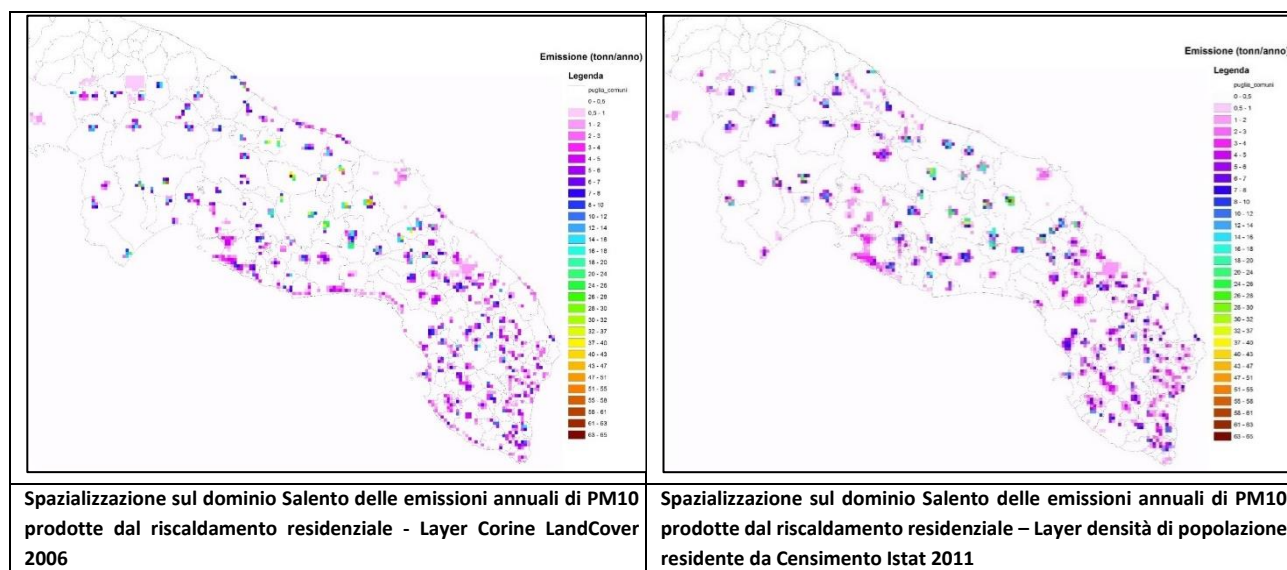 Emissione (tonn/anno)
Legenda
puglia_comuni
0 - 0,5
0,5 - 1
1 - 2
2 - 3
3 - 4
4 - 5
5 - 6
6 - 7
7 - 8
8 - 10
10 - 12
12 - 14
14 - 16
16 - 18
18 - 20
20 - 24
24 - 26
26 - 28
28 - 30
30 - 32
32 - 37
37 - 40
40 - 43
43 - 47
47 - 51
51 - 55
55 - 58
58 - 61
61 - 63
63 - 65
Spazializzazione sul dominio Salento delle emissioni annuali di PM10
prodotte dal riscaldamento residenziale - Layer Corine LandCover
2006
Emissione (tonn/anno)
Legenda
puglia_comuni
0 - 0,5
0,5 - 1
1 - 2
2 - 3
3 - 4
4 - 5
5 - 6
6 - 7
7 - 8
8 - 10
10 - 12
12 - 14
14 - 16
16 - 18
18 - 20
20 - 24
24 - 26
26 - 28
28 - 30
30 - 32
32 - 37
37 - 40
40 - 43
43 - 47
47 - 51
51 - 55
55 - 58
58 - 61
61 - 63
63 - 65
Spazializzazione sul dominio Salento delle emissioni annuali di PM10
prodotte dal riscaldamento residenziale – Layer densità di popolazione
residente da Censimento Istat 2011